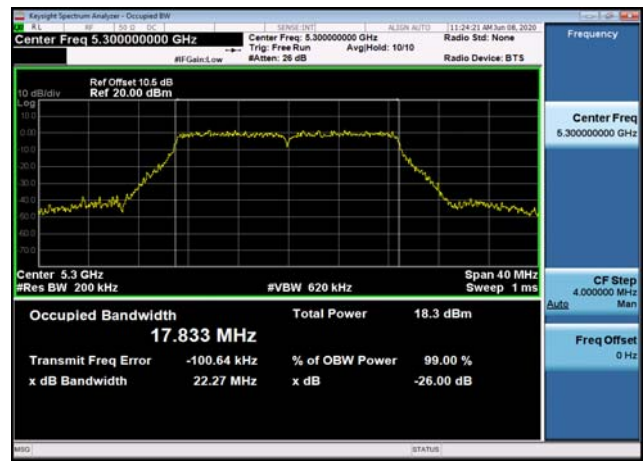 Keysight Spectrum Analyzer - Occupied BW
RL RF 50 Ω DC SENSE:INT ALIGN AUTO 11:24:21 AM Jun 08, 2020
Center Freq 5.300000000 GHz
Center Freq: 5.300000000 GHz
Radio Std: None
Trig: Free Run Avg|Hold: 10/10
#IFGain:Low #Atten: 26 dB Radio Device: BTS
Frequency
Ref Offset 10.5 dB
10 dB/div Ref 20.00 dBm
Log
10.0
0.00
-10.0
-20.0
-30.0
-40.0
-50.0
-60.0
-70.0
Center Freq
5.300000000 GHz
Center 5.3 GHz Span 40 MHz
#Res BW 200 kHz #VBW 620 kHz Sweep 1 ms
CF Step
4.000000 MHz
Auto Man
Occupied Bandwidth Total Power 18.3 dBm
17.833 MHz
Transmit Freq Error -100.64 kHz % of OBW Power 99.00 %
x dB Bandwidth 22.27 MHz x dB -26.00 dB
Freq Offset
0 Hz
MSG STATUS